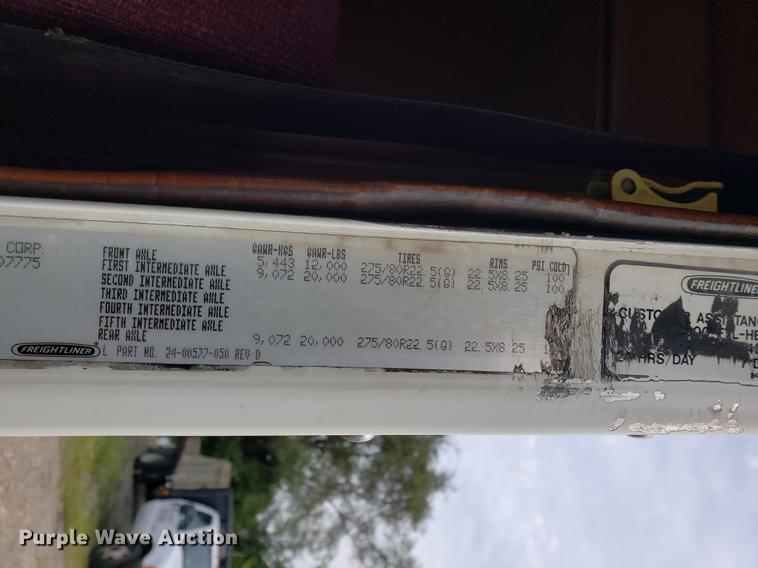 CORP.
07775
GAWR-KGS GAWR-LBS TIRES RIMS PSI COLD
FRONT AXLE 5,443 12,000 275/80R22.5(G) 22.5X8.25 100
FIRST INTERMEDIATE AXLE 9,072 20,000 275/80R22.5(G) 22.5X8.25 100
SECOND INTERMEDIATE AXLE
THIRD INTERMEDIATE AXLE
FOURTH INTERMEDIATE AXLE
FIFTH INTERMEDIATE AXLE
REAR AXLE 9,072 20,000 275/80R22.5(G) 22.5X8.25
FREIGHTLINER L PART NO. 24-00577-050 REV D
FREIGHTLINER
24 HRS/DAY 7
Purple Wave Auction